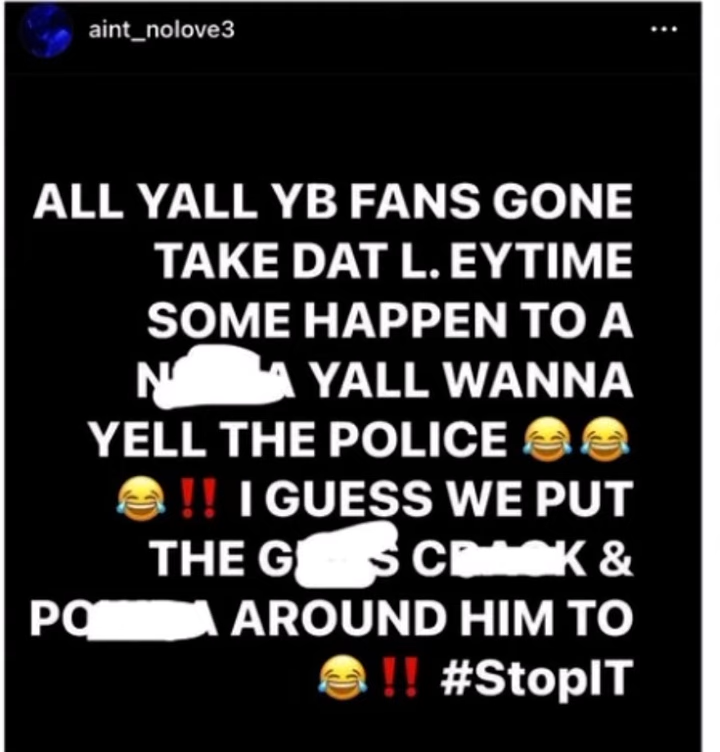 aint_nolove3
ALL YALL YB FANS GONE
TAKE DAT L. EYTIME
SOME HAPPEN TO A
YALL WANNA
YELL THE POLICE 😂😂
😂‼️ I GUESS WE PUT
THE &
AROUND HIM TO
😂‼️ #StopIT